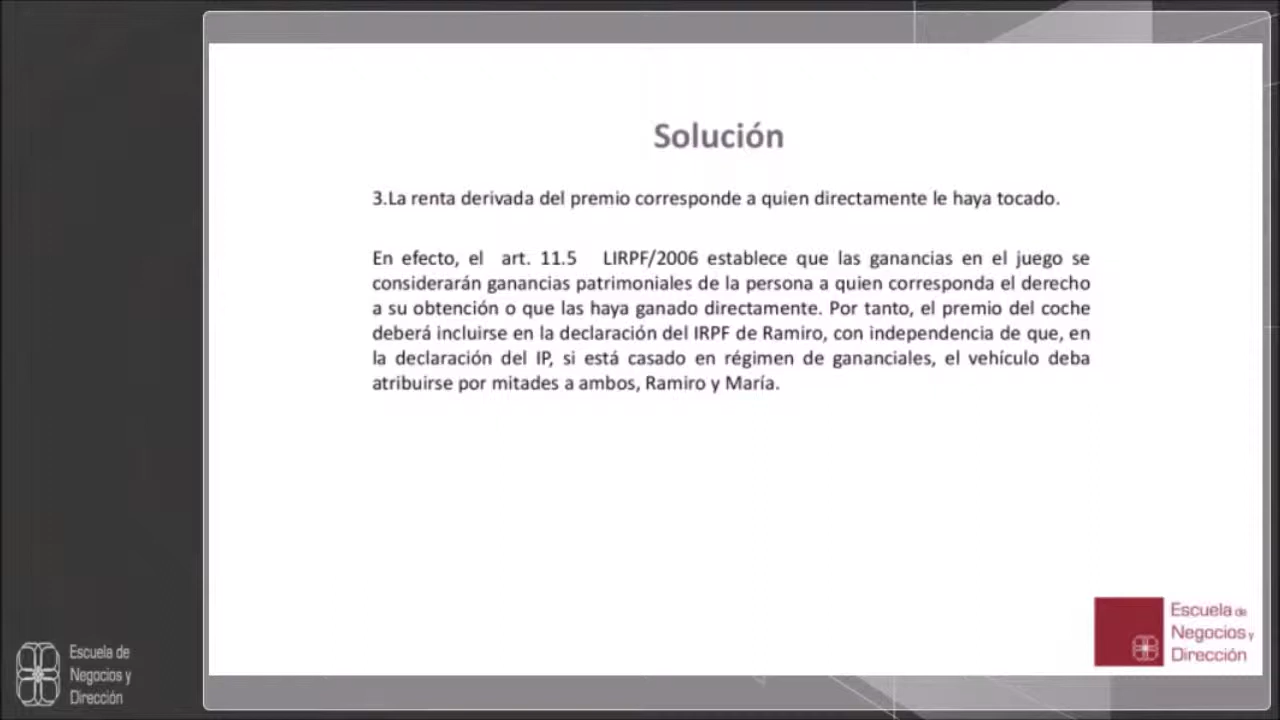 Solución
3.La renta derivada del premio corresponde a quien directamente le haya tocado.
En efecto, el art. 11.5 LIRPF/2006 establece que las ganancias en el juego se
considerarán ganancias patrimoniales de la persona a quien corresponda el derecho
a su obtención o que las haya ganado directamente. Por tanto, el premio del coche
deberá incluirse en la declaración del IRPF de Ramiro, con independencia de que, en
la declaración del IP, si está casado en régimen de gananciales, el vehículo deba
atribuirse por mitades a ambos, Ramiro y María.
Escuela de
Negocios y
Dirección
Escuela de
Negocios y
Dirección